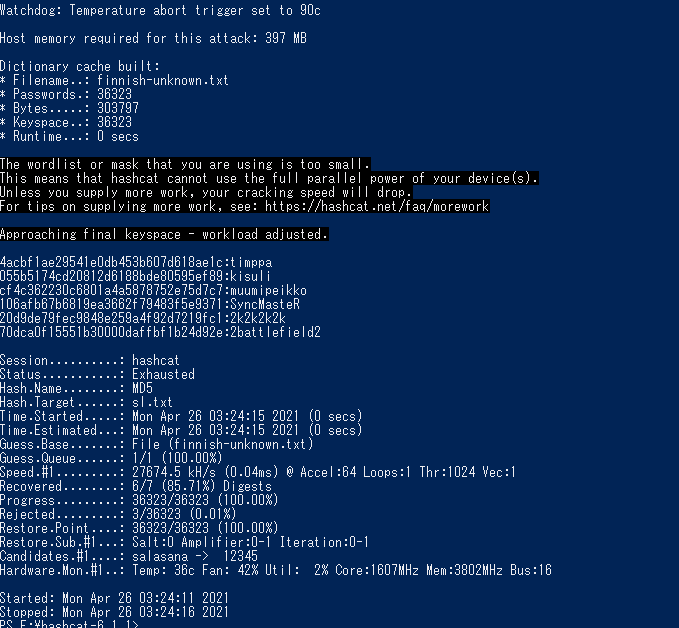 Watchdog: Temperature abort trigger set to 90c
Host memory required for this attack: 397 MB
Dictionary cache built:
* Filename..: finnish-unknown.txt
* Passwords.: 36323
* Bytes.....: 303797
* Keyspace..: 36323
* Runtime...: 0 secs
The wordlist or mask that you are using is too small.
This means that hashcat cannot use the full parallel power of your device(s).
Unless you supply more work, your cracking speed will drop.
For tips on supplying more work, see: https://hashcat.net/faq/morework
Approaching final keyspace - workload adjusted.
4acbf1ae29541e0db453b607d618ae1c:timppa
055b5174cd20812d6188bde80595ef89:kisuli
cf4c362230c6801a4a5878752e75d7c7:muumipeikko
106afb67b6819ea3662f79483f5e9371:SyncMasteR
20d9de79fec9848e259a4f92d7219fc1:2k2k2k2k
70dca0f15551b30000daffbf1b24d92e:2battlefield2
Session..........: hashcat
Status...........: Exhausted
Hash.Name........: MD5
Hash.Target......: sl.txt
Time.Started.....: Mon Apr 26 03:24:15 2021 (0 secs)
Time.Estimated...: Mon Apr 26 03:24:15 2021 (0 secs)
Guess.Base.......: File (finnish-unknown.txt)
Guess.Queue......: 1/1 (100.00%)
Speed.#1.........: 27674.5 kH/s (0.04ms) @ Accel:64 Loops:1 Thr:1024 Vec:1
Recovered........: 6/7 (85.71%) Digests
Progress.........: 36323/36323 (100.00%)
Rejected.........: 3/36323 (0.01%)
Restore.Point....: 36323/36323 (100.00%)
Restore.Sub.#1...: Salt:0 Amplifier:0-1 Iteration:0-1
Candidates.#1....: salasana ->  12345
Hardware.Mon.#1..: Temp: 36c Fan: 42% Util:  2% Core:1607MHz Mem:3802MHz Bus:16
Started: Mon Apr 26 03:24:11 2021
Stopped: Mon Apr 26 03:24:16 2021
PS F:¥hashcat-6.1.1>